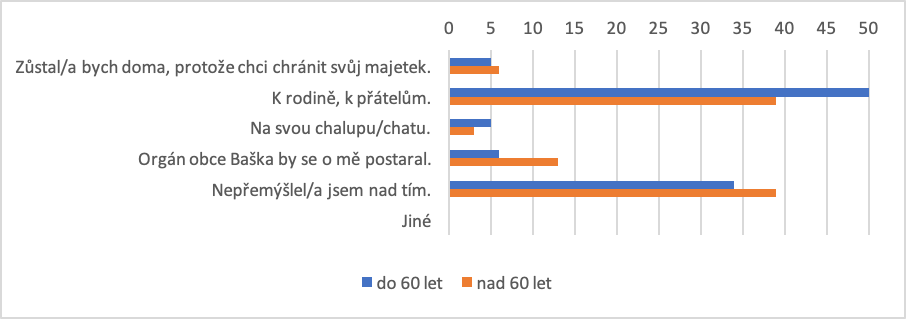 0 5 10 15 20 25 30 35 40 45 50
Zůstal/a bych doma, protože chci chránit svůj majetek.
K rodině, k přátelům.
Na svou chalupu/chatu.
Orgán obce Baška by se o mě postaral.
Nepřemýšlel/a jsem nad tím.
Jiné
do 60 let nad 60 let